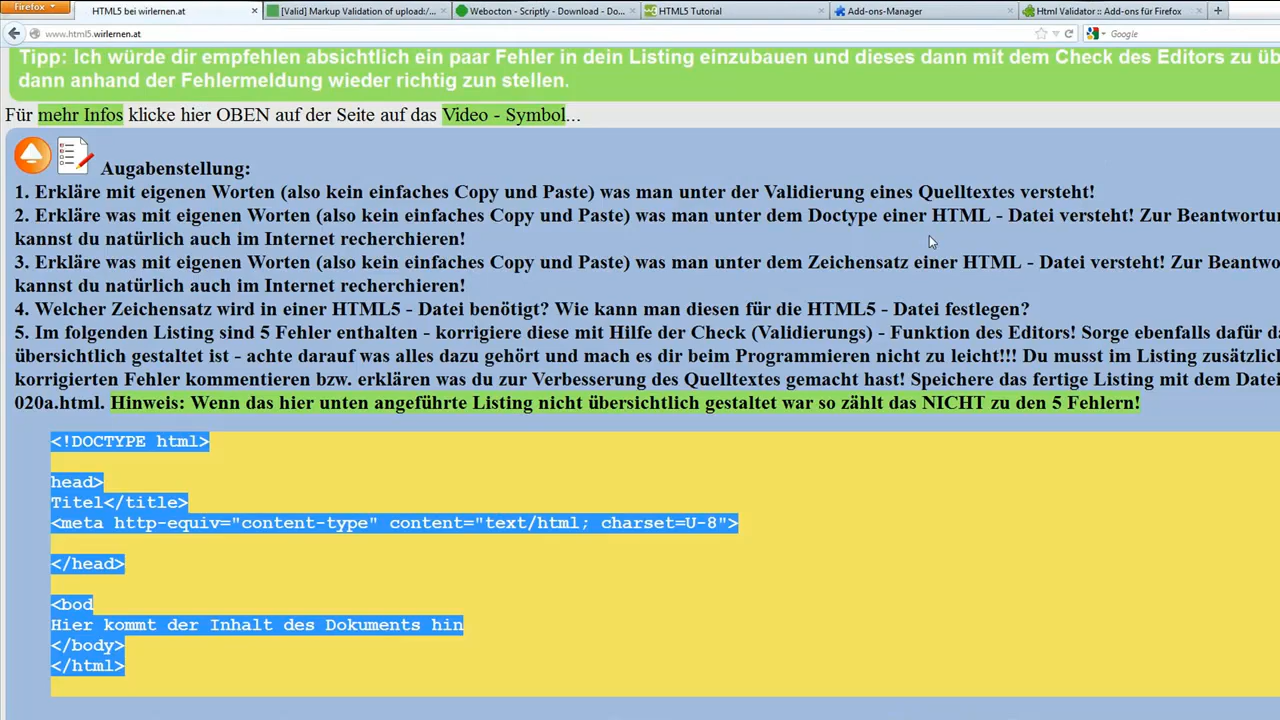 Firefox
HTML5 bei wirlernen.at
[Valid] Markup Validation of upload:/...
Webocton - Scriptly - Download - Do...
HTML5 Tutorial
Add-ons-Manager
Html Validator :: Add-ons für Firefox
www.html5.wirlernen.at
Google
Tipp: Ich würde dir empfehlen absichtlich ein paar Fehler in dein Listing einzubauen und dieses dann mit dem Check des Editors zu üb
dann anhand der Fehlermeldung wieder richtig zun stellen.
Für mehr Infos klicke hier OBEN auf der Seite auf das Video - Symbol...
Augabenstellung:
1. Erkläre mit eigenen Worten (also kein einfaches Copy und Paste) was man unter der Validierung eines Quelltextes versteht!
2. Erkläre was mit eigenen Worten (also kein einfaches Copy und Paste) was man unter dem Doctype einer HTML - Datei versteht! Zur Beantwortun
kannst du natürlich auch im Internet recherchieren!
3. Erkläre was mit eigenen Worten (also kein einfaches Copy und Paste) was man unter dem Zeichensatz einer HTML - Datei versteht! Zur Beantwo
kannst du natürlich auch im Internet recherchieren!
4. Welcher Zeichensatz wird in einer HTML5 - Datei benötigt? Wie kann man diesen für die HTML5 - Datei festlegen?
5. Im folgenden Listing sind 5 Fehler enthalten - korrigiere diese mit Hilfe der Check (Validierungs) - Funktion des Editors! Sorge ebenfalls dafür da
übersichtlich gestaltet ist - achte darauf was alles dazu gehört und mach es dir beim Programmieren nicht zu leicht!!! Du musst im Listing zusätzlic
korrigierten Fehler kommentieren bzw. erklären was du zur Verbesserung des Quelltextes gemacht hast! Speichere das fertige Listing mit dem Datei
020a.html. Hinweis: Wenn das hier unten angeführte Listing nicht übersichtlich gestaltet war so zählt das NICHT zu den 5 Fehlern!
<!DOCTYPE html>
head>
Titel</title>
<meta http-equiv="content-type" content="text/html; charset=U-8">
</head>
<bod
Hier kommt der Inhalt des Dokuments hin
</body>
</html>